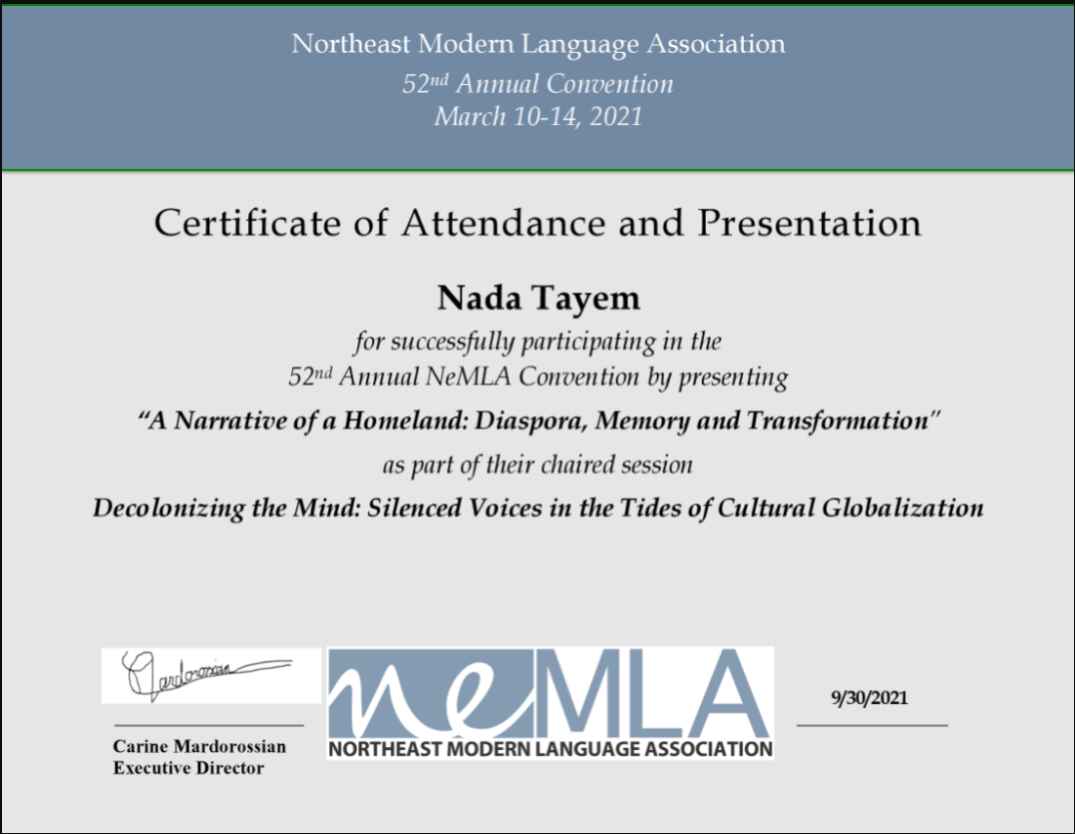 Northeast Modern Language Association
52nd Annual Convention
March 10-14, 2021
Certificate of Attendance and Presentation
Nada Tayem
for successfully participating in the
52nd Annual NeMLA Convention by presenting
“A Narrative of a Homeland: Diaspora, Memory and Transformation”
as part of their chaired session
Decolonizing the Mind: Silenced Voices in the Tides of Cultural Globalization
Mardorossian
Carine Mardorossian
Executive Director
neMLA
NORTHEAST MODERN LANGUAGE ASSOCIATION
9/30/2021